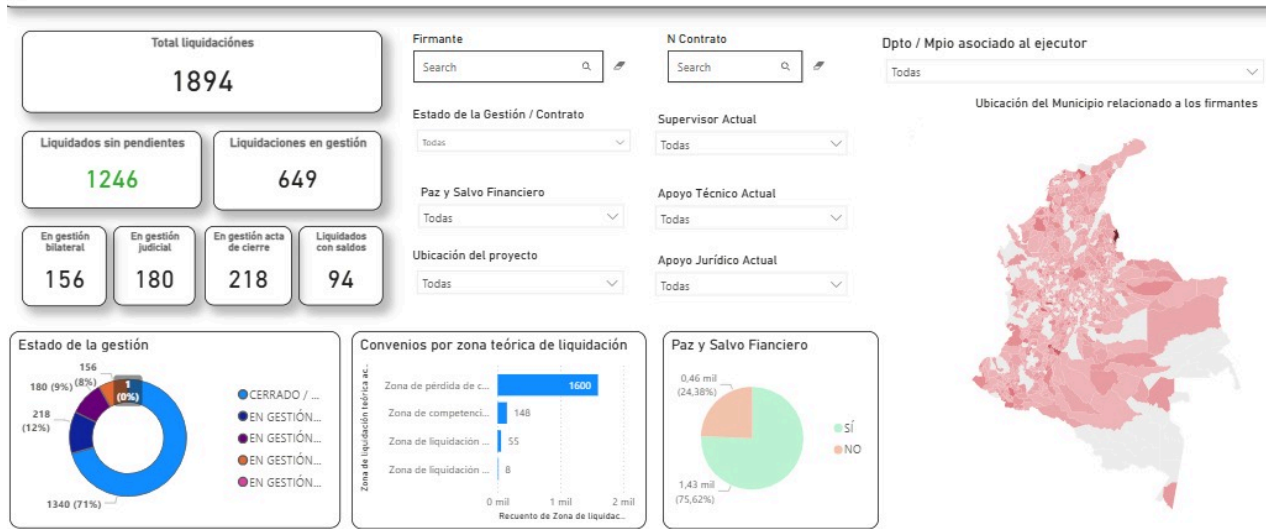 Total liquidaciónes
1894
Liquidados sin pendientes
1246
Liquidaciones en gestión
649
En gestión
bilateral
156
En gestión
judicial
180
En gestión acta
de cierre
218
Liquidados
con saldos
94
Firmante
Search
N Contrato
Search
Estado de la Gestión / Contrato
Todas
Supervisor Actual
Todas
Paz y Salvo Financiero
Todas
Apoyo Técnico Actual
Todas
Ubicación del proyecto
Todas
Apoyo Jurídico Actual
Todas
Dpto / Mpio asociado al ejecutor
Todas
Ubicación del Municipio relacionado a los firmantes
Estado de la gestión
156
(8%)
1
(0%)
180 (9%)
218
(12%)
1340 (71%)
CERRADO / ...
EN GESTIÓN...
EN GESTIÓN...
EN GESTIÓN...
EN GESTIÓN...
Convenios por zona teórica de liquidación
Zona de liquidación teórica ac...
Zona de pérdida de c...
1600
Zona de competenci...
148
Zona de liquidación ...
55
Zona de liquidación ...
8
0 mil
1 mil
2 mil
Recuento de Zona de liquidac...
Paz y Salvo Fianciero
0,46 mil
(24,38%)
1,43 mil
(75,62%)
SÍ
NO